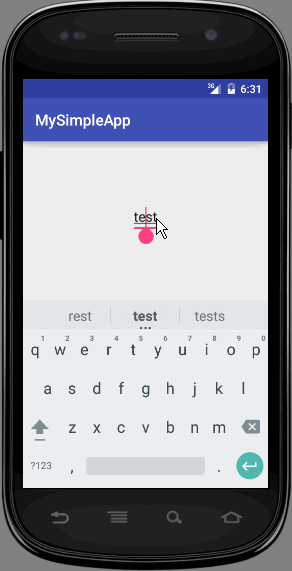 3G 6:31
MySimpleApp
test
rest test tests
1 2 3 4 5 6 7 8 9 0
q w e r t y u i o p
a s d f g h j k l
z x c v b n m
?123 , .